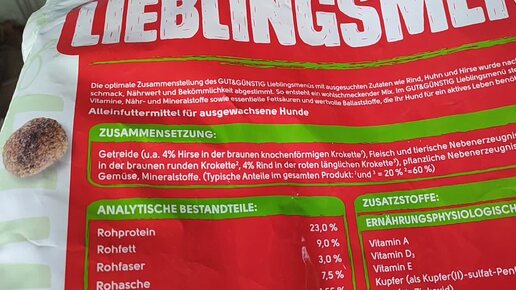 LIEBLINGSME
Die optimale Zusammenstellung des GUT&GÜNSTIG Lieblingsmenüs mit ausgesuchten Zutaten wie Rind, Huhn und Hirse wurde nach
schmack, Nährwert und Bekömmlichkeit abgestimmt. So entsteht ein wohlschmeckender Mix. Im GUT&GÜNSTIG Lieblingsmenü ste
Vitamine, Nähr- und Mineralstoffe sowie essentielle Fettsäuren und wertvolle Ballaststoffe, die Ihr Hund für ein aktives Leben benöt
Alleinfuttermittel für ausgewachsene Hunde
ZUSAMMENSETZUNG:
Getreide (u.a. 4% Hirse in der braunen knochenförmigen Krokette¹, Fleisch und tierische Nebenerzeugnis
in der braunen runden Krokette², 4% Rind in der roten länglichen Krokette³), pflanzliche Nebenerzeugnis
Gemüse, Mineralstoffe. (Typische Anteile im gesamten Produkt: ¹und ³ = 20 % ²=60 %)
ANALYTISCHE BESTANDTEILE:
Rohprotein 23,0 %
Rohfett 9,0 %
Rohfaser 3,0 %
Rohasche 7,5 %
ZUSATZSTOFFE:
ERNÄHRUNGSPHYSIOLOGISCH
Vitamin A
Vitamin D₃
Vitamin E
Kupfer (als Kupfer(II)-sulfat-Pent